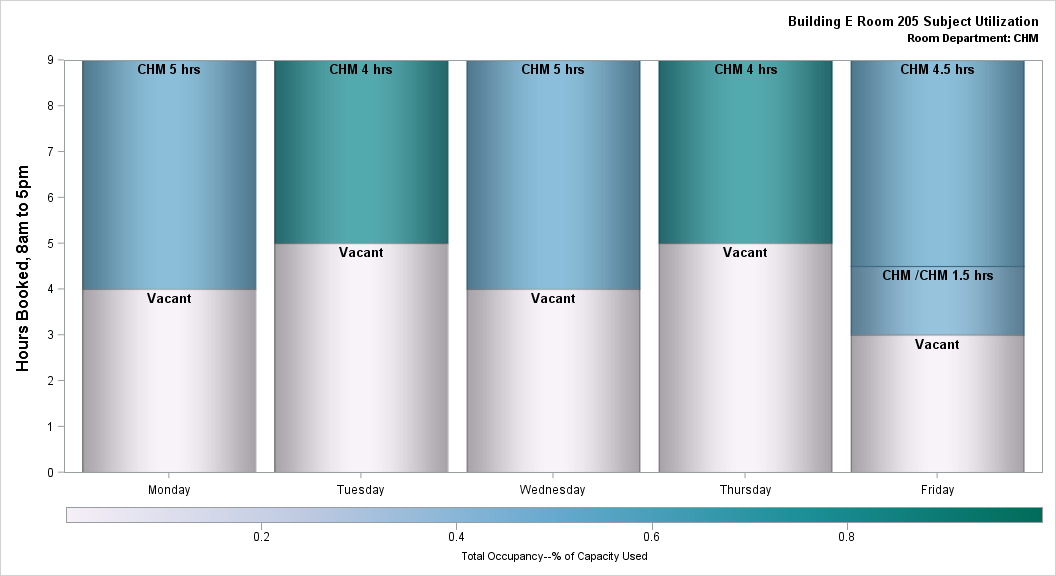 Building E Room 205 Subject Utilization
Room Department: CHM
Hours Booked, 8am to 5pm
9
8
7
6
5
4
3
2
1
0
CHM 5 hrs
CHM 4 hrs
CHM 5 hrs
CHM 4 hrs
CHM 4.5 hrs
Vacant
Vacant
Vacant
Vacant
CHM /CHM 1.5 hrs
Vacant
Monday
Tuesday
Wednesday
Thursday
Friday
0.2
0.4
0.6
0.8
Total Occupancy--% of Capacity Used